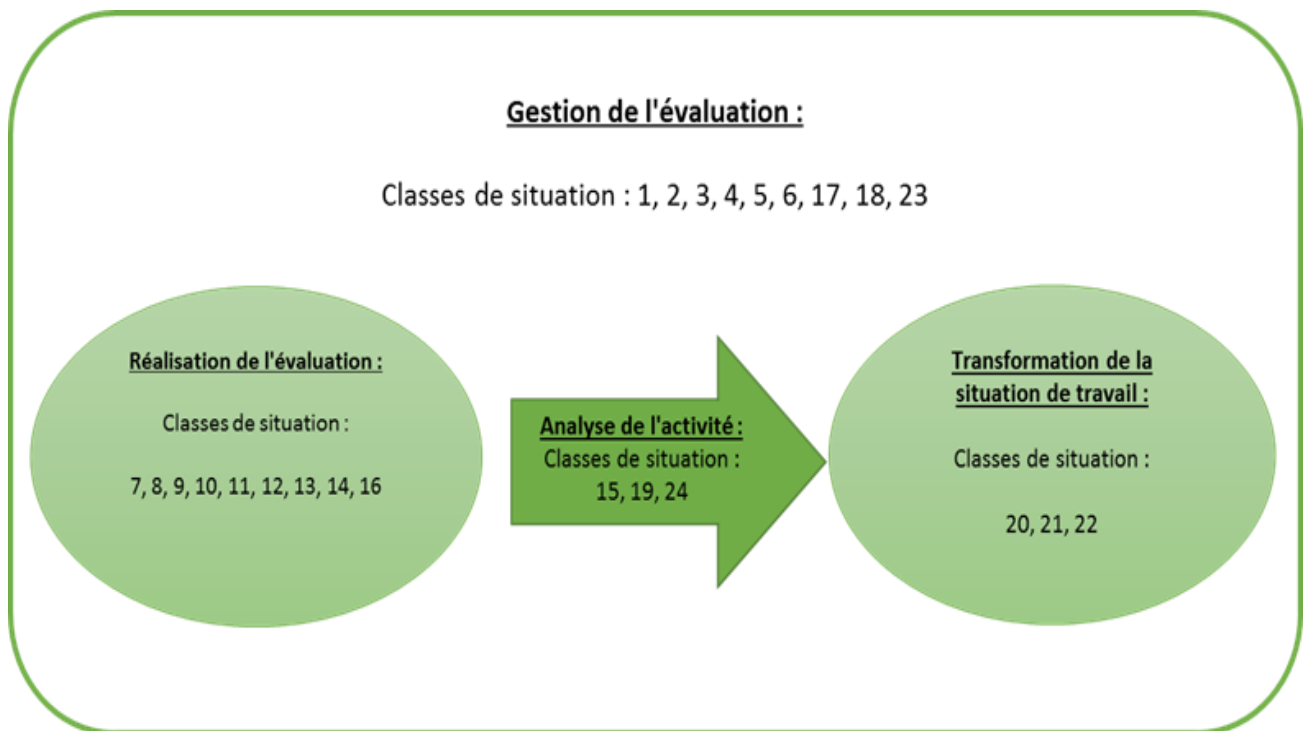 Gestion de l'évaluation :
Classes de situation : 1, 2, 3, 4, 5, 6, 17, 18, 23
Réalisation de l'évaluation :
Classes de situation :
7, 8, 9, 10, 11, 12, 13, 14, 16
Analyse de l'activité :
Classes de situation :
15, 19, 24
Transformation de la
situation de travail :
Classes de situation :
20, 21, 22